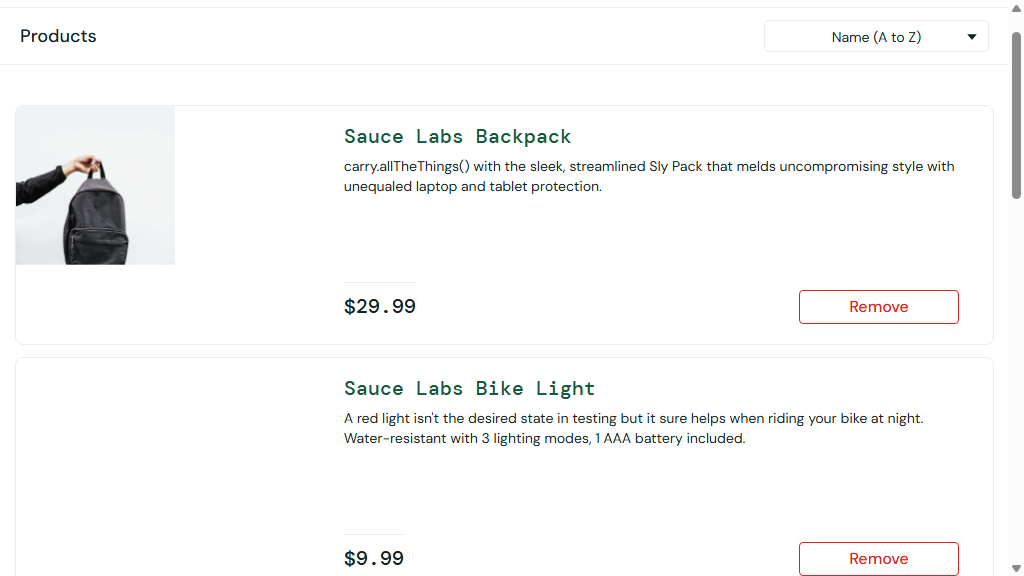 Products
Name (A to Z)
Sauce Labs Backpack
carry.allTheThings() with the sleek, streamlined Sly Pack that melds uncompromising style with
unequaled laptop and tablet protection.
$29.99
Remove
Sauce Labs Bike Light
A red light isn't the desired state in testing but it sure helps when riding your bike at night.
Water-resistant with 3 lighting modes, 1 AAA battery included.
$9.99
Remove